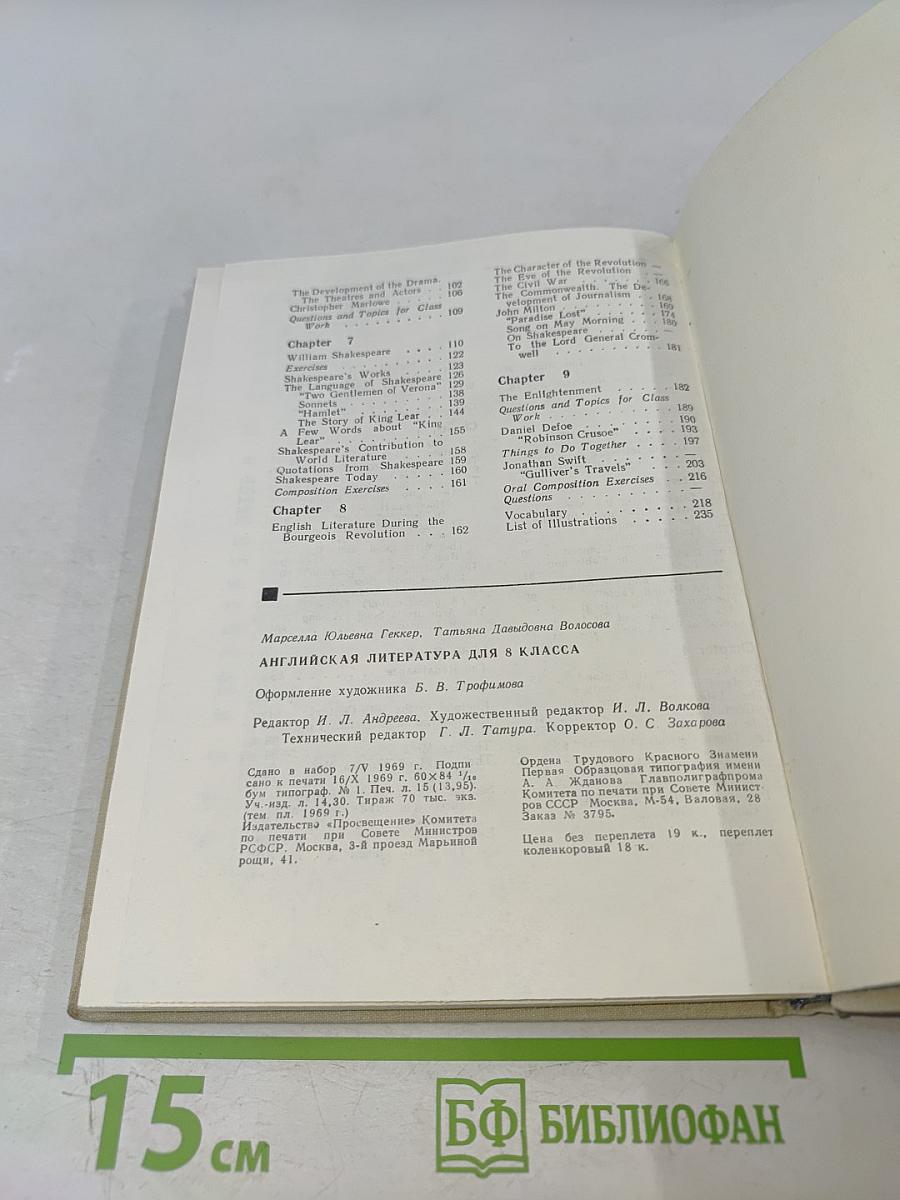 The Development of the Drama.
The Theatres and Actors . . 102
Christopher Marlowe . . . . 106
Questions and Topics for Class
Work . . . . . . . . . . 109
Chapter 7
William Shakespeare . . . . 110
Exercises . . . . . . . . . 122
Shakespeare's Works . . . . 123
The Language of Shakespeare 126
"Two Gentlemen of Verona" 129
Sonnets . . . . . . . . . 138
"Hamlet" . . . . . . . . 139
The Story of King Lear . . 144
A Few Words about "King
Lear" . . . . . . . . . . 155
Shakespeare's Contribution to
World Literature . . . . . 158
Quotations from Shakespeare 159
Shakespeare Today . . . . . 160
Composition Exercises . . . . 161
Chapter 8
English Literature During the
Bourgeois Revolution . . . 162
The Character of the Revolution —
The Eve of the Revolution . —
The Civil War . . . . . . . 166
The Commonwealth. The De-
velopment of Journalism . . 168
John Milton . . . . . . . . 169
"Paradise Lost" . . . . . . 174
Song on May Morning . . . 180
On Shakespeare . . . . . . —
To the Lord General Crom-
well . . . . . . . . . . 181
Chapter 9
The Enlightenment . . . . . 182
Questions and Topics for Class
Work . . . . . . . . . . 189
Daniel Defoe . . . . . . . . 190
"Robinson Crusoe" . . . . 193
Things to Do Together . . . . 197
Jonathan Swift . . . . . . . —
"Gulliver's Travels" . . . 203
Oral Composition Exercises . . 216
Questions . . . . . . . . . —
Vocabulary . . . . . . . . . 218
List of Illustrations . . . . . 235
Марселла Юльевна Геккер, Татьяна Давыдовна Волосова
АНГЛИЙСКАЯ ЛИТЕРАТУРА ДЛЯ 8 КЛАССА
Оформление художника Б. В. Трофимова
Редактор И. Л. Андреева. Художественный редактор И. Л. Волкова
Технический редактор Г. Л. Татура. Корректор О. С. Захарова
Сдано в набор 7/V 1969 г. Подпи
сано к печати 16/X 1969 г. 60×84 1/16
бум типограф. № 1. Печ. л. 15 (13,95).
Уч.-изд. л. 14,30. Тираж 70 тыс. экз.
(тем. пл. 1969 г.)
Издательство «Просвещение» Комитета
по печати при Совете Министров
РСФСР. Москва, 3-й проезд Марьиной
рощи, 41.
Ордена Трудового Красного Знамени
Первая Образцовая типография имени
А. А. Жданова Главполиграфпрома
Комитета по печати при Совете Минист-
ров СССР Москва, М-54, Валовая, 28
Заказ № 3795.
Цена без переплета 19 к., переплет
коленкоровый 18 к.
15 см
БФ БИБЛИОФАН